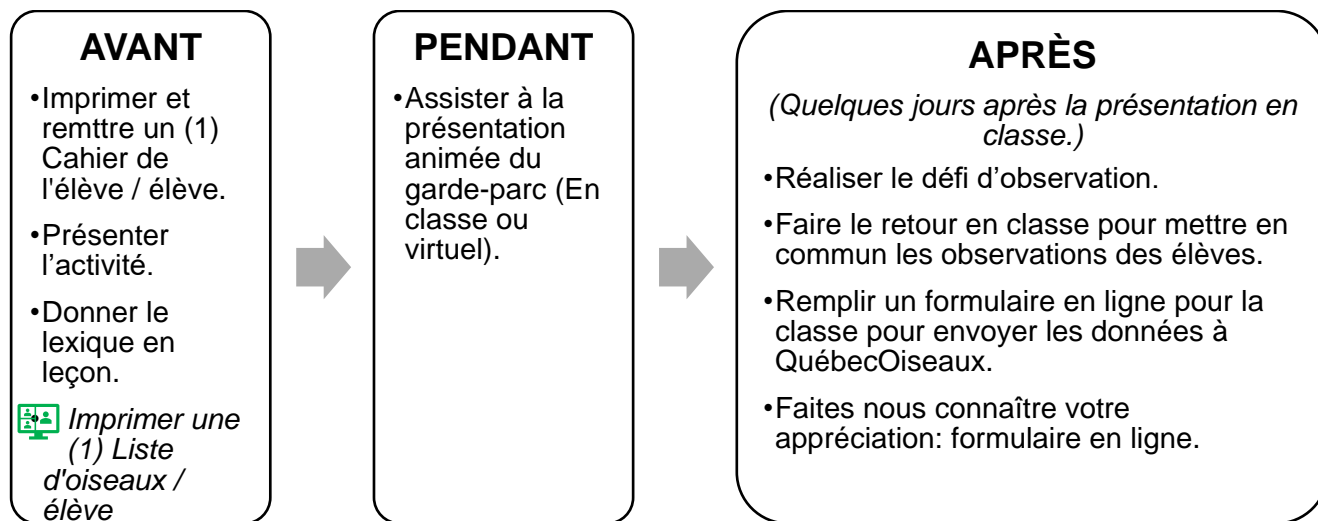 AVANT
•Imprimer et
remttre un (1)
Cahier de
l'élève / élève.
•Présenter
l’activité.
•Donner le
lexique en
leçon.
Imprimer une
(1) Liste
d'oiseaux /
élève
PENDANT
•Assister à la
présentation
animée du
garde-parc (En
classe ou
virtuel).
APRÈS
(Quelques jours après la présentation en
classe.)
•Réaliser le défi d’observation.
•Faire le retour en classe pour mettre en
commun les observations des élèves.
•Remplir un formulaire en ligne pour la
classe pour envoyer les données à
QuébecOiseaux.
•Faites nous connaître votre
appréciation: formulaire en ligne.